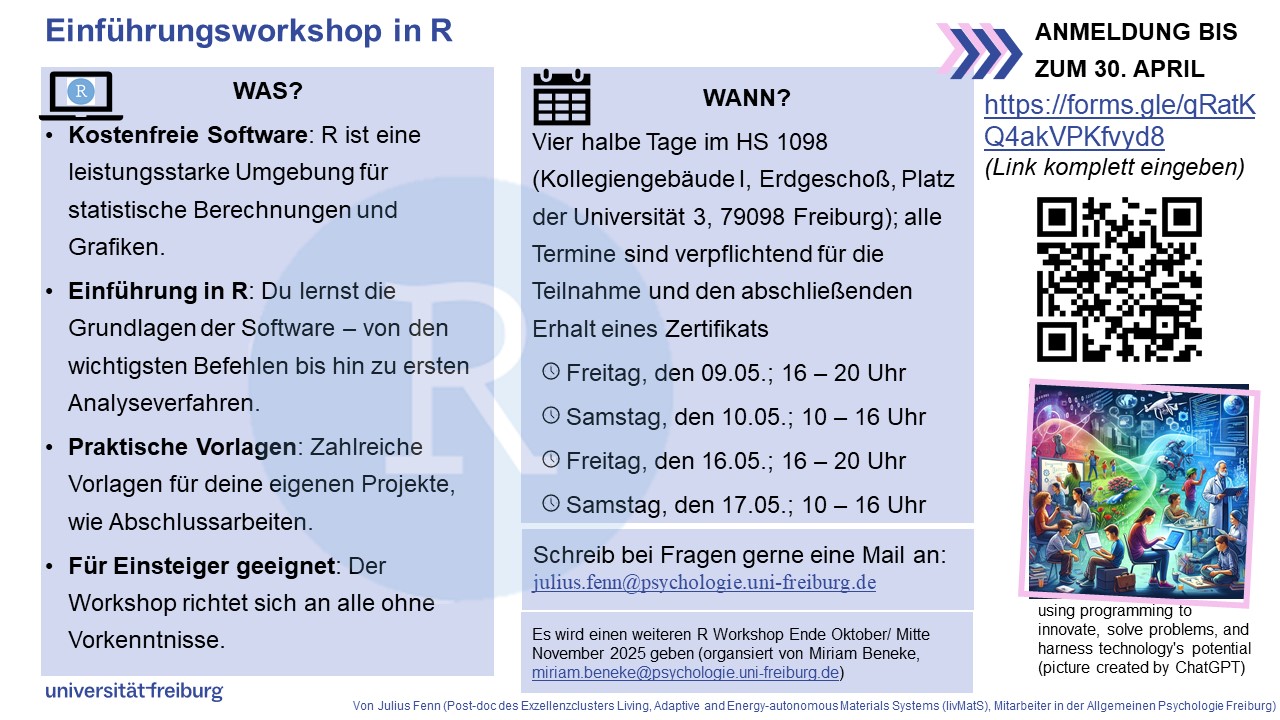 Einführungsworkshop in R
R
WAS?
• Kostenfreie Software: R ist eine
leistungsstarke Umgebung für
statistische Berechnungen und
Grafiken.
• Einführung in R: Du lernst die
Grundlagen der Software – von den
wichtigsten Befehlen bis hin zu ersten
Analyseverfahren.
• Praktische Vorlagen: Zahlreiche
Vorlagen für deine eigenen Projekte,
wie Abschlussarbeiten.
• Für Einsteiger geeignet: Der
Workshop richtet sich an alle ohne
Vorkenntnisse.
R
WANN?
Vier halbe Tage im HS 1098
(Kollegiengebäude I, Erdgeschoß, Platz
der Universität 3, 79098 Freiburg); alle
Termine sind verpflichtend für die
Teilnahme und den abschließenden
Erhalt eines Zertifikats
Freitag, den 09.05.; 16 – 20 Uhr
Samstag, den 10.05.; 10 – 16 Uhr
Freitag, den 16.05.; 16 – 20 Uhr
Samstag, den 17.05.; 10 – 16 Uhr
Schreib bei Fragen gerne eine Mail an:
julius.fenn@psychologie.uni-freiburg.de
Es wird einen weiteren R Workshop Ende Oktober/ Mitte
November 2025 geben (organsiert von Miriam Beneke,
miriam.beneke@psychologie.uni-freiburg.de)
ANMELDUNG BIS
ZUM 30. APRIL
https://forms.gle/qRatK
Q4akVPKfvyd8
(Link komplett eingeben)
using programming to
innovate, solve problems, and
harness technology's potential
(picture created by ChatGPT)
universität freiburg
Von Julius Fenn (Post-doc des Exzellenzclusters Living, Adaptive and Energy-autonomous Materials Systems (livMatS), Mitarbeiter in der Allgemeinen Psychologie Freiburg)